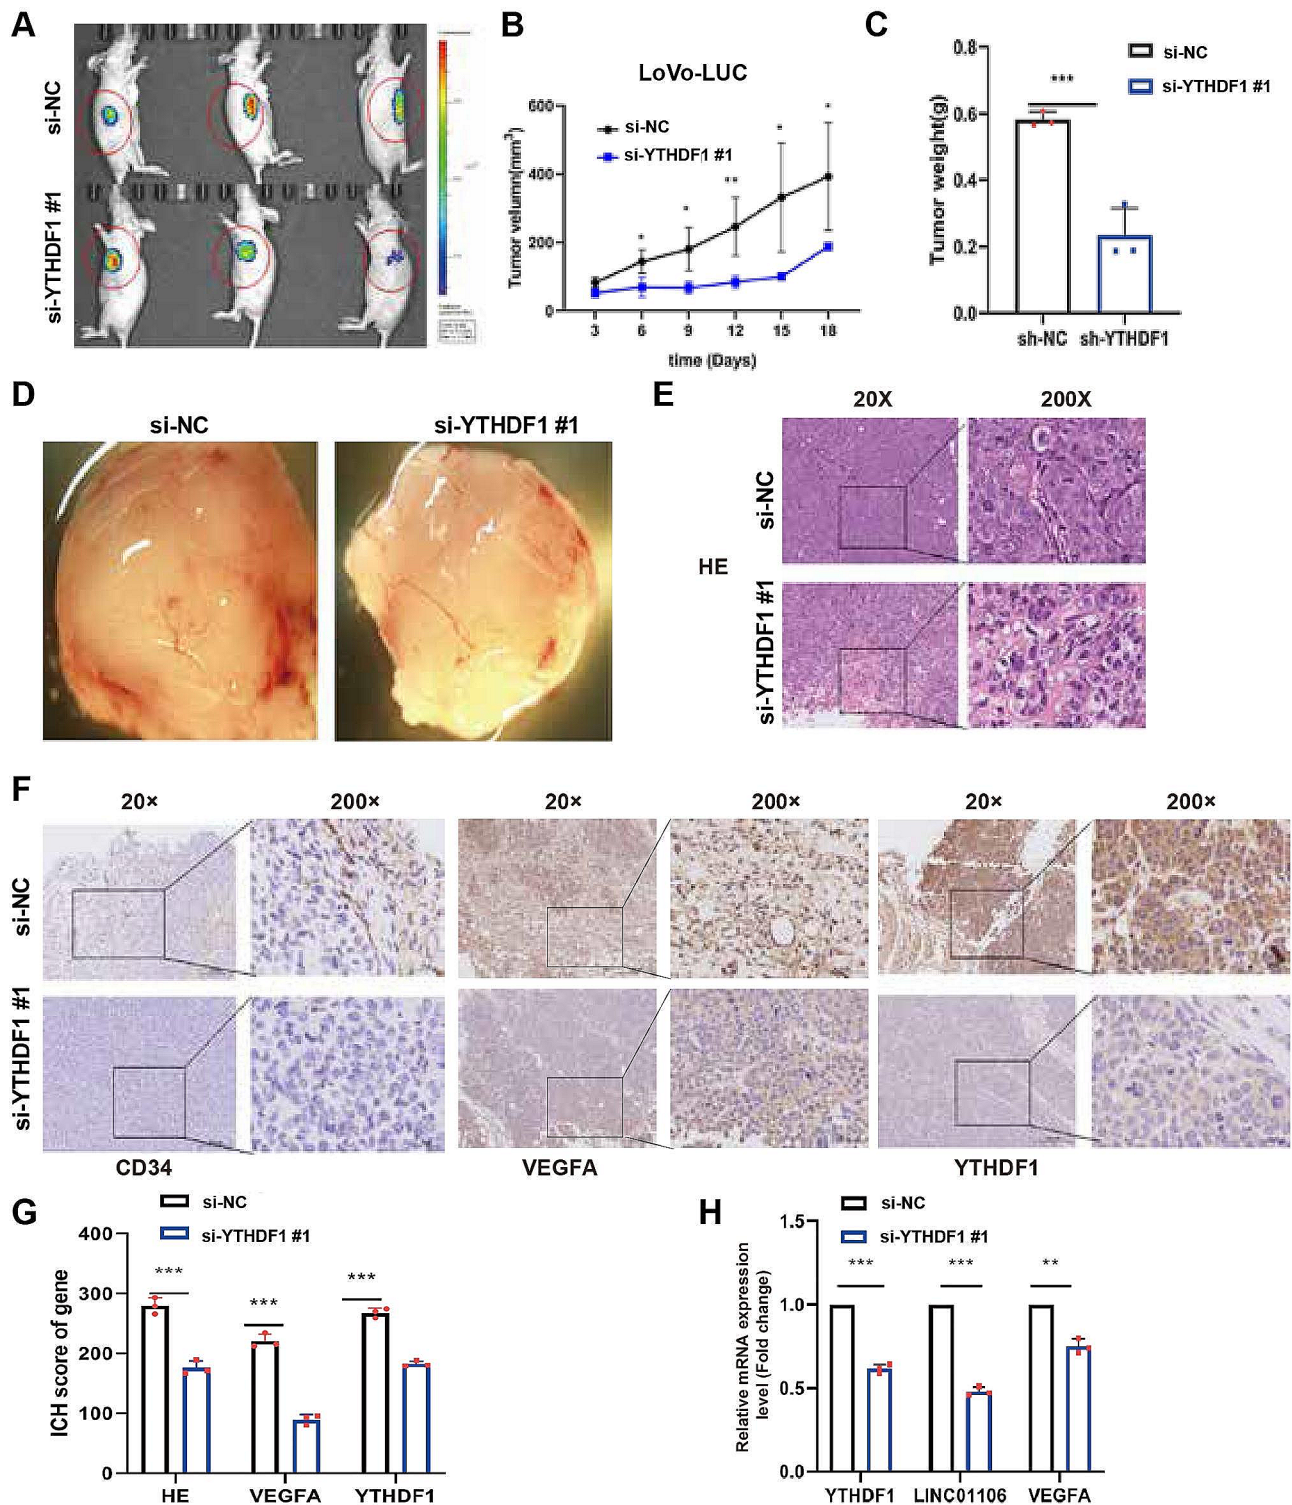 A
si-NC
si-YTHDF1 #1
B
LoVo-LUC
Tumor velumn(mm3)
600
400
200
0
si-NC
si-YTHDF1 #1
*
*
**
*
*
3 6 9 12 15 18
time (Days)
C
si-NC
si-YTHDF1 #1
Tumor weight(g)
0.8
0.6
0.4
0.2
0.0
***
sh-NC sh-YTHDF1
D
si-NC si-YTHDF1 #1
E
20X 200X
si-NC
HE
si-YTHDF1 #1
F
20× 200× 20× 200× 20× 200×
si-NC
si-YTHDF1 #1
CD34 VEGFA YTHDF1
G
si-NC
si-YTHDF1 #1
ICH score of gene
400
300
200
100
0
*** *** ***
HE VEGFA YTHDF1
H
si-NC
si-YTHDF1 #1
Relative mRNA expression
level (Fold change)
1.5
1.0
0.5
0.0
*** *** **
YTHDF1 LINC01106 VEGFA